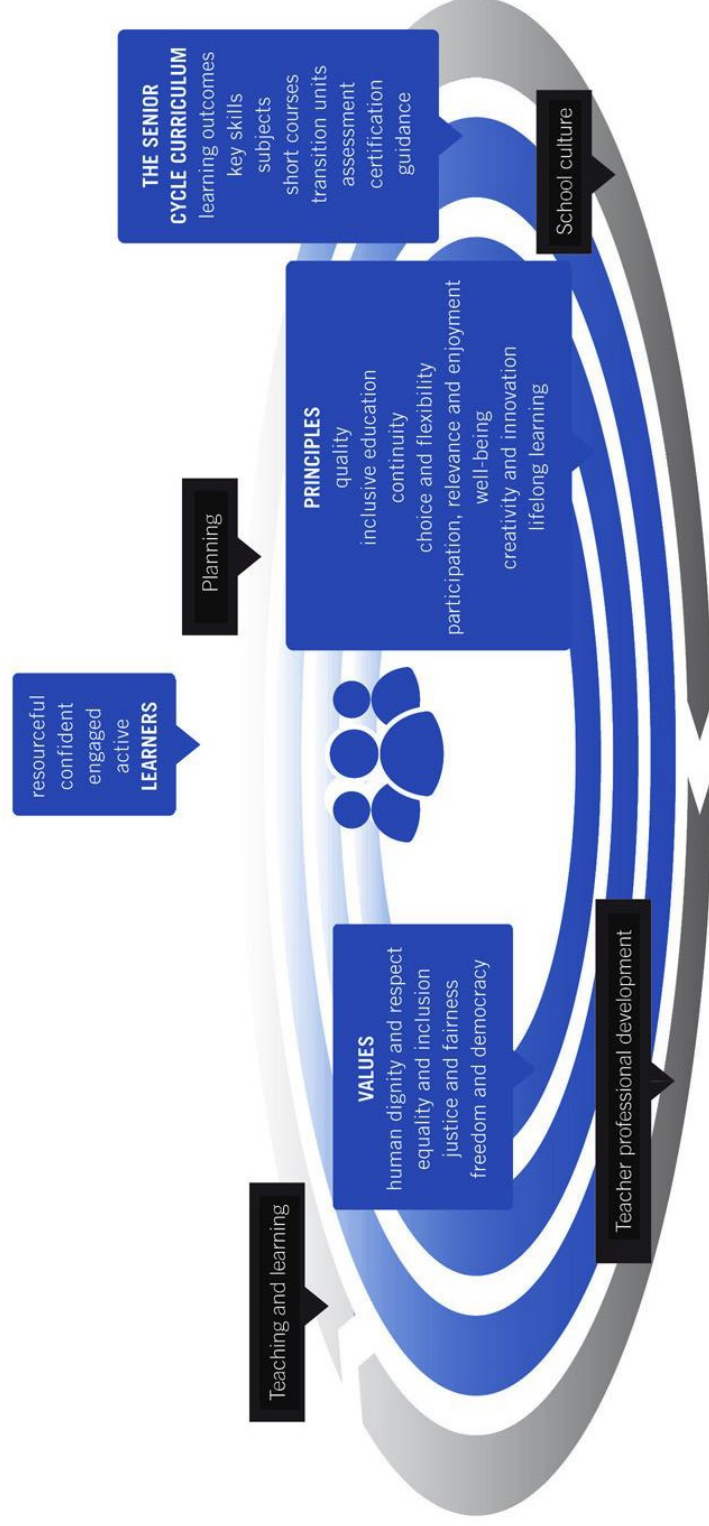 resourceful
confident
engaged
active
LEARNERS
Teaching and learning
Planning
THE SENIOR
CYCLE CURRICULUM
learning outcomes
key skills
subjects
short courses
transition units
assessment
certification
guidance
VALUES
human dignity and respect
equality and inclusion
justice and fairness
freedom and democracy
PRINCIPLES
quality
inclusive education
continuity
choice and flexibility
participation, relevance and enjoyment
well-being
creativity and innovation
lifelong learning
Teacher professional development
School culture